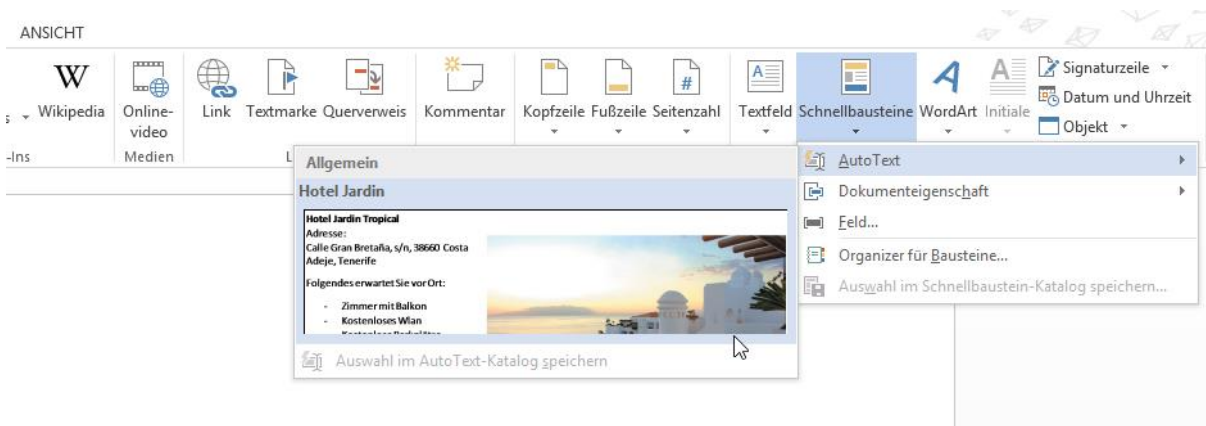 ANSICHT
Wikipedia
Online-
video
Link
Textmarke
Querverweis
Kommentar
Kopfzeile
Fußzeile
Seitenzahl
Textfeld
Schnellbausteine
WordArt
Initiale
Signaturzeile
Datum und Uhrzeit
Objekt
-Ins
Medien
Allgemein
Hotel Jardin
Hotel Jardin Tropical
Adresse:
Calle Gran Bretaña, s/n, 38660 Costa
Adeje, Tenerife
Folgendes erwartet Sie vor Ort:
- Zimmer mit Balkon
- Kostenloses Wlan
Auswahl im AutoText-Katalog speichern
AutoText
Dokumenteigenschaft
Feld...
Organizer für Bausteine...
Auswahl im Schnellbaustein-Katalog speichern...